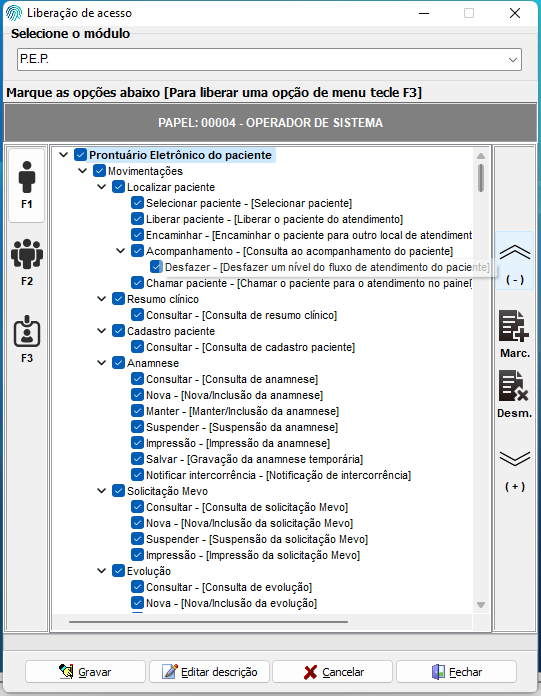 Liberação de acesso
Selecione o módulo
P.E.P.
Marque as opções abaixo [Para liberar uma opção de menu tecle F3]
PAPEL: 00004 - OPERADOR DE SISTEMA
F1
F2
F3
Prontuário Eletrônico do paciente
Movimentações
Localizar paciente
Selecionar paciente - [Selecionar paciente]
Liberar paciente - [Liberar o paciente do atendimento]
Encaminhar - [Encaminhar o paciente para outro local de atendiment
Acompanhamento - [Consulta ao acompanhamento do paciente]
Desfazer - [Desfazer um nível do fluxo de atendimento do paciente]
Chamar paciente - [Chamar o paciente para o atendimento no painel]
Resumo clínico
Consultar - [Consulta de resumo clínico]
Cadastro paciente
Consultar - [Consulta de cadastro paciente]
Anamnese
Consultar - [Consulta de anamnese]
Nova - [Nova/Inclusão da anamnese]
Manter - [Manter/Inclusão da anamnese]
Suspender - [Suspensão da anamnese]
Impressão - [Impressão da anamnese]
Salvar - [Gravação da anamnese temporária]
Notificar intercorrência - [Notificação de intercorrência]
Solicitação Mevo
Consultar - [Consulta de solicitação Mevo]
Nova - [Nova/Inclusão da solicitação Mevo]
Suspender - [Suspensão da solicitação Mevo]
Impressão - [Impressão da solicitação Mevo]
Evolução
Consultar - [Consulta de evolução]
Nova - [Nova/Inclusão da evolução]
( - )
Marc.
Desm.
( + )
Gravar
Editar descrição
Cancelar
Fechar